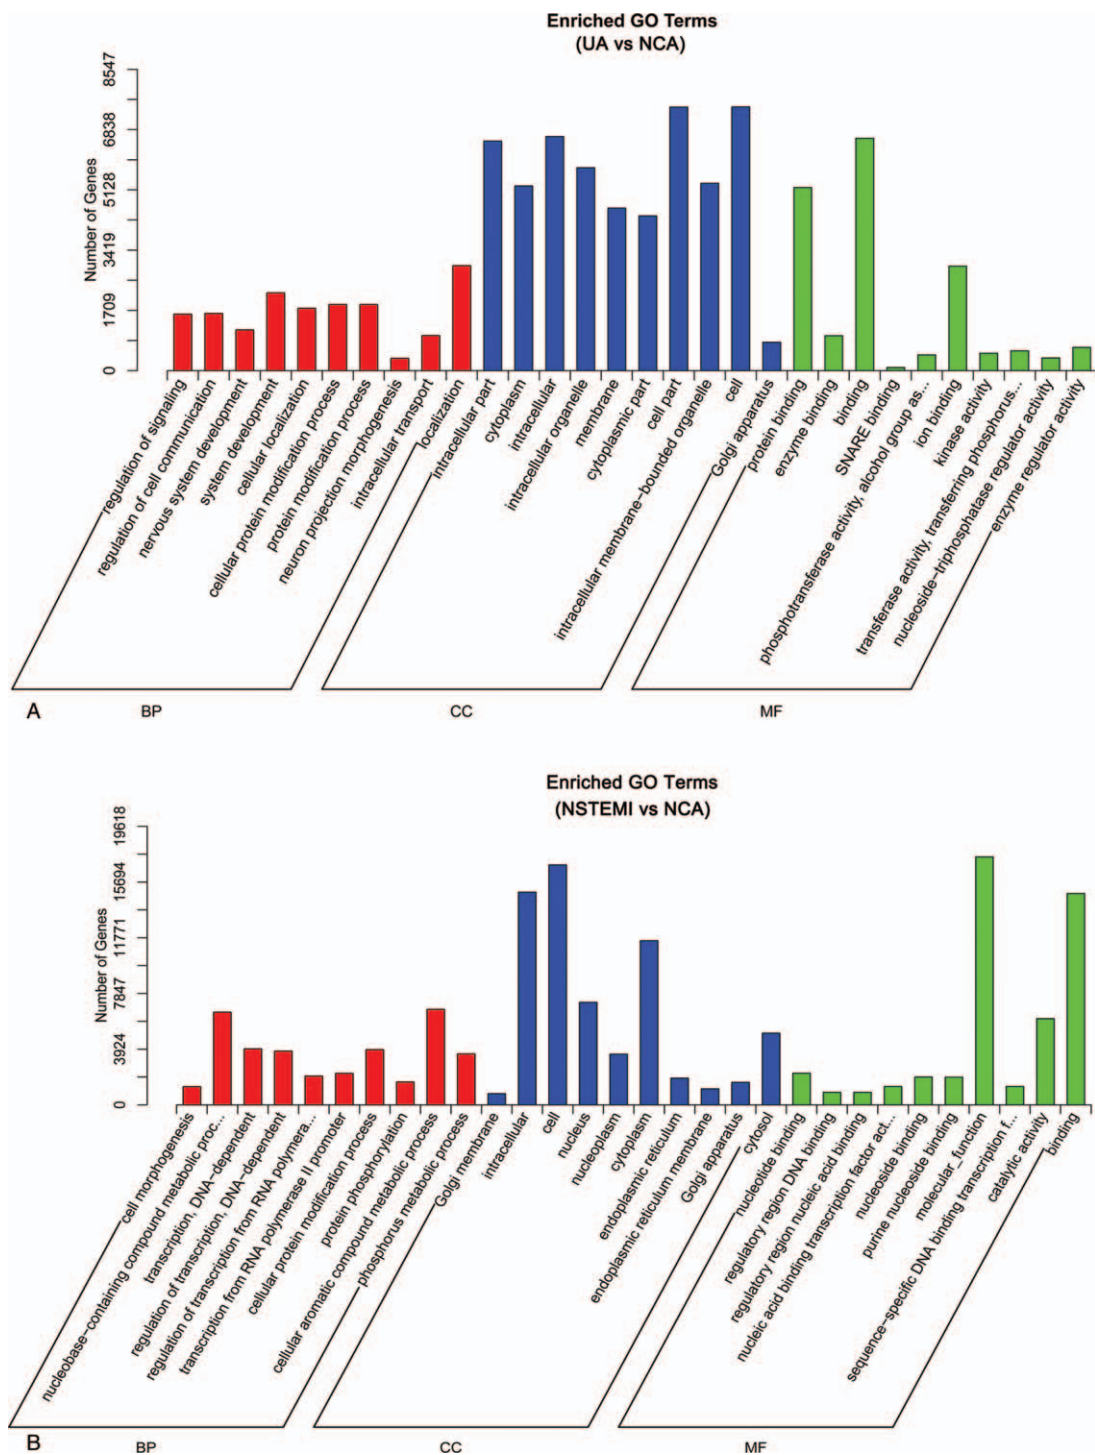 Enriched GO Terms
(UA vs NCA)
Number of Genes
8547
6838
5128
3419
1709
0
regulation of signaling
regulation of cell communication
nervous system development
system development
cellular localization
cellular protein modification process
protein modification process
neuron projection morphogenesis
intracellular transport
localization
intracellular part
cytoplasm
intracellular
intracellular organelle
membrane
cytoplasmic part
cell part
intracellular membrane-bounded organelle
cell
Golgi apparatus
protein binding
enzyme binding
binding
SNARE binding
phosphotransferase activity, alcohol group as...
ion binding
kinase activity
transferase activity, transferring phosphorus...
nucleoside-triphosphatase regulator activity
enzyme regulator activity
A
BP
CC
MF
Enriched GO Terms
(NSTEMI vs NCA)
Number of Genes
19618
15694
11771
7847
3924
0
cell morphogenesis
nucleobase-containing compound metabolic proc...
transcription, DNA-dependent
regulation of transcription, DNA-dependent
regulation of transcription from RNA polymera...
transcription from RNA polymerase II promoter
cellular protein modification process
protein phosphorylation
cellular aromatic compound metabolic process
phosphorus metabolic process
Golgi membrane
intracellular
cell
nucleus
nucleoplasm
cytoplasm
endoplasmic reticulum
endoplasmic reticulum membrane
Golgi apparatus
cytosol
nucleotide binding
regulatory region DNA binding
regulatory region nucleic acid binding
nucleic acid binding transcription factor act...
nucleoside binding
purine nucleoside binding
molecular_function
sequence-specific DNA binding transcription f...
catalytic activity
binding
B
BP
CC
MF